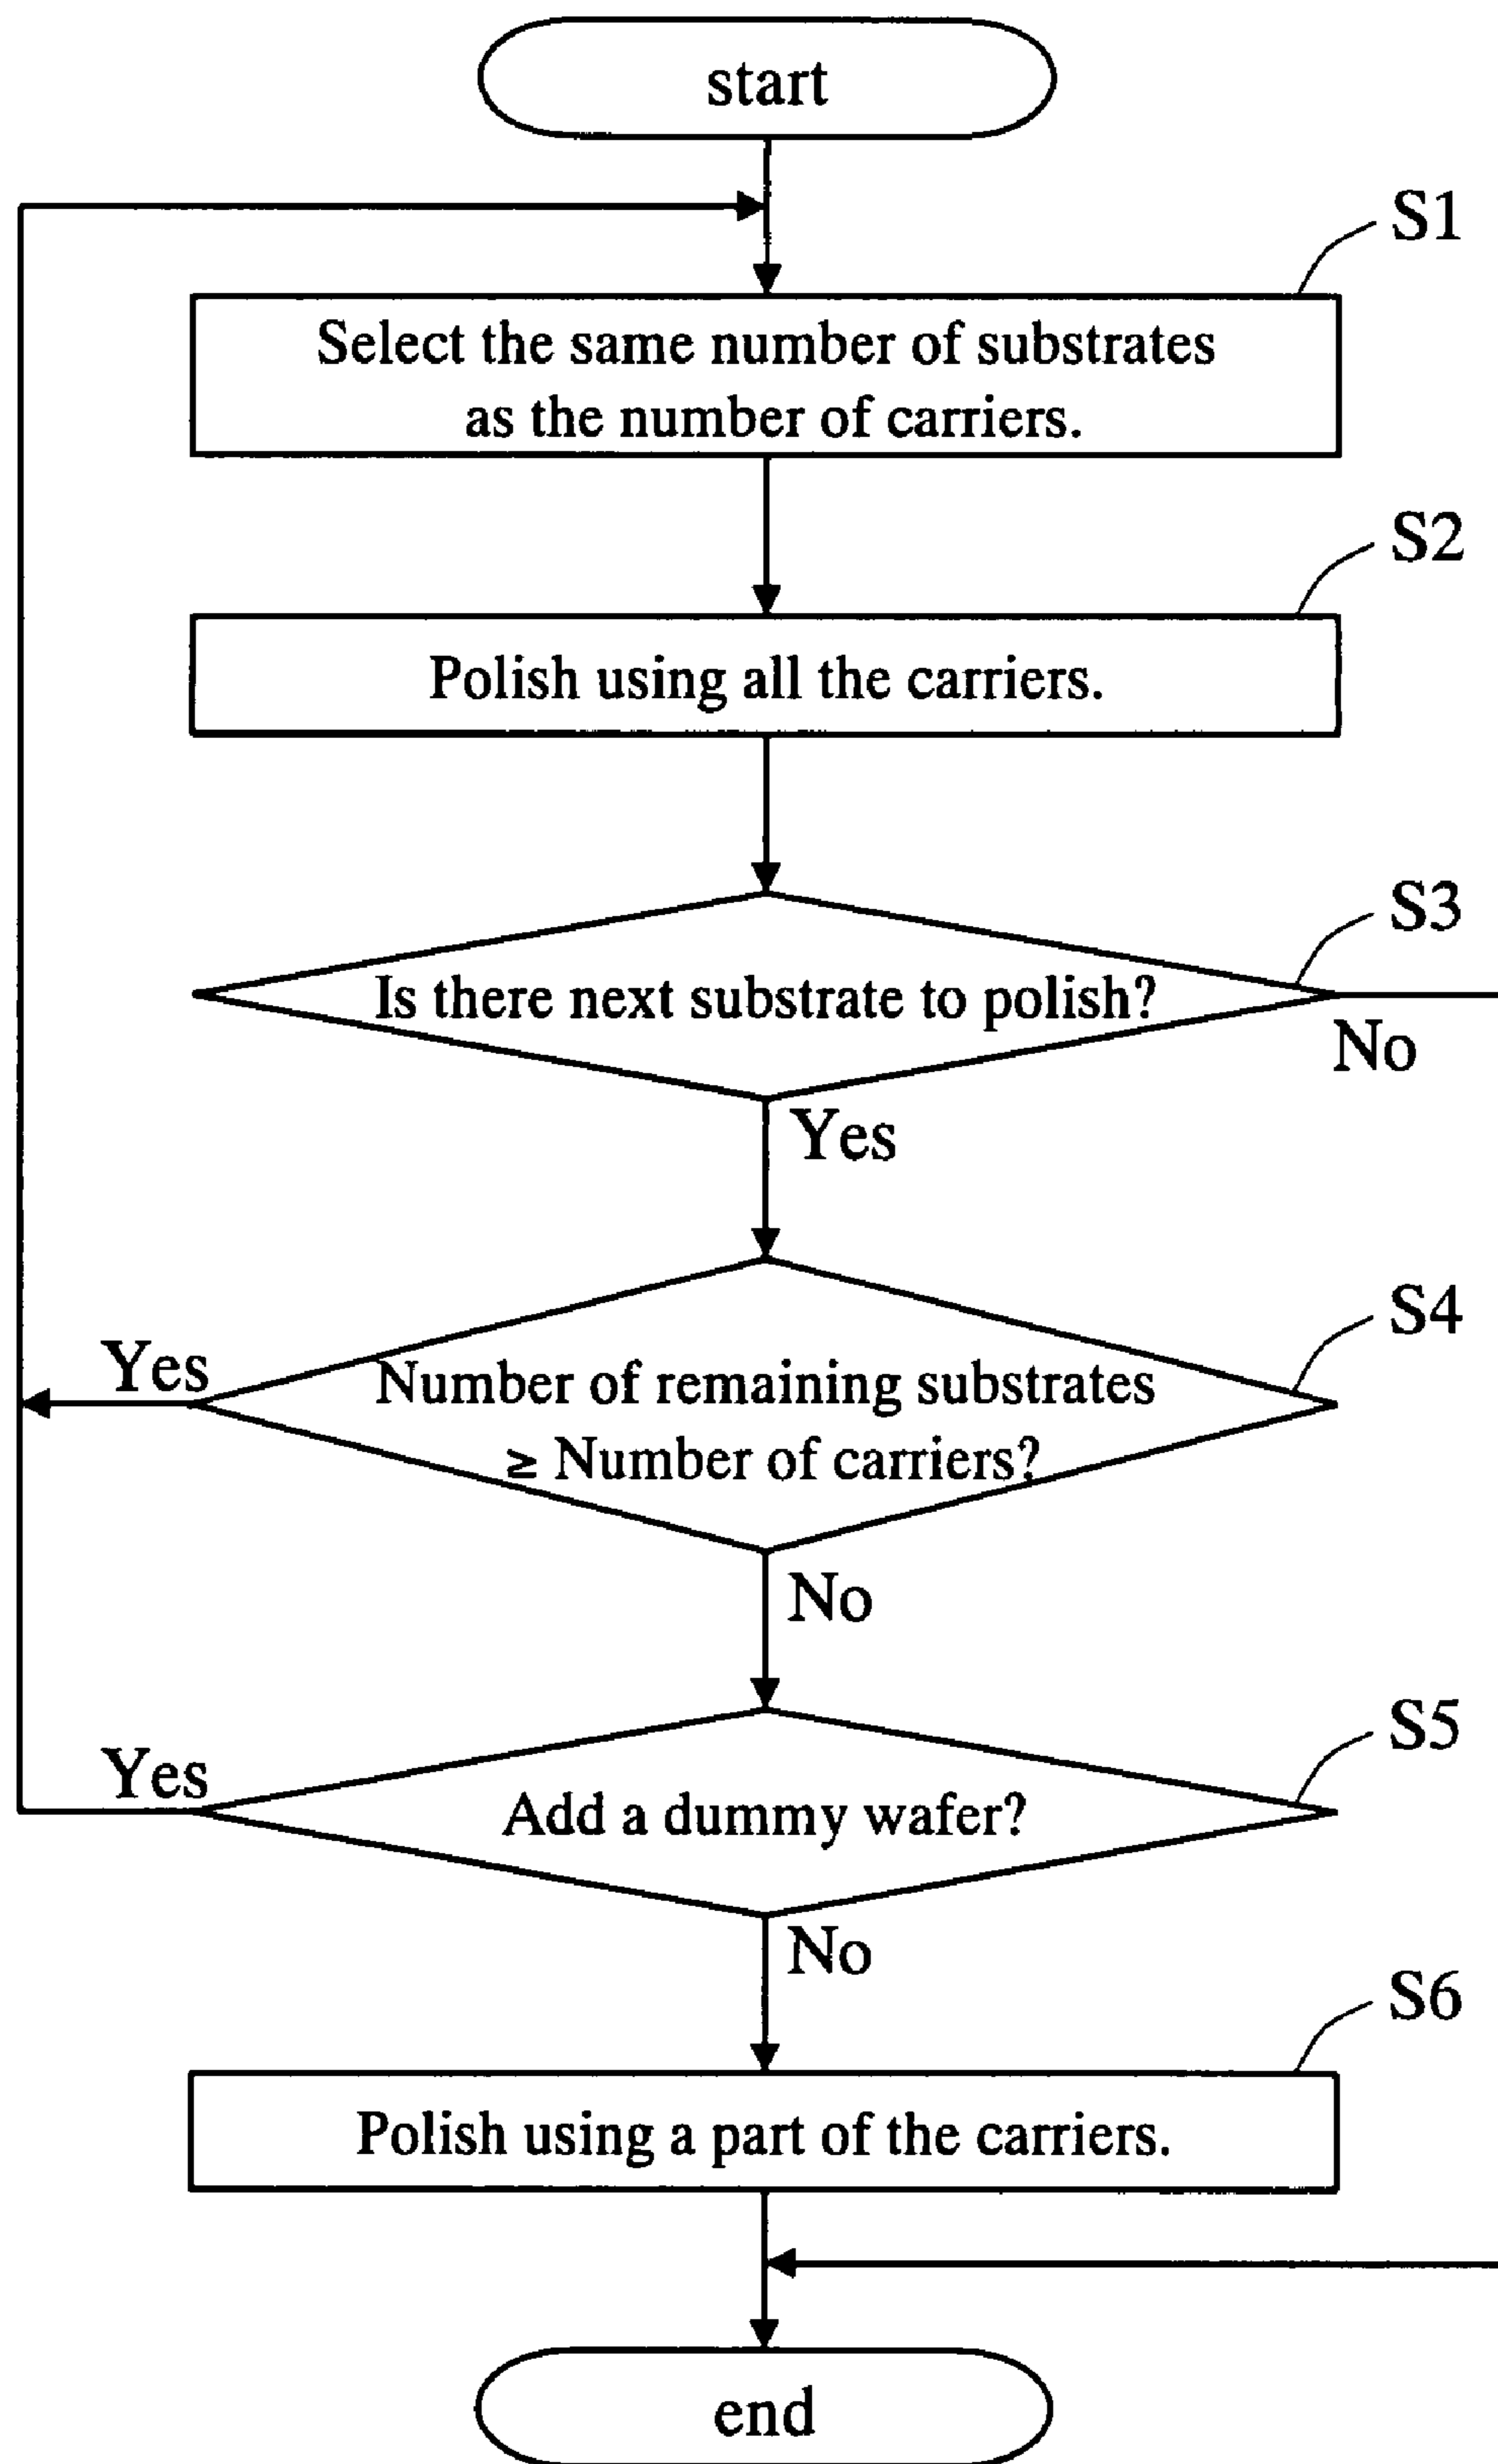 start
S1
Select the same number of substrates
as the number of carriers.
S2
Polish using all the carriers.
S3
Is there next substrate to polish?
No
Yes
S4
Yes
Number of remaining substrates
≥ Number of carriers?
No
S5
Yes
Add a dummy wafer?
No
S6
Polish using a part of the carriers.
end